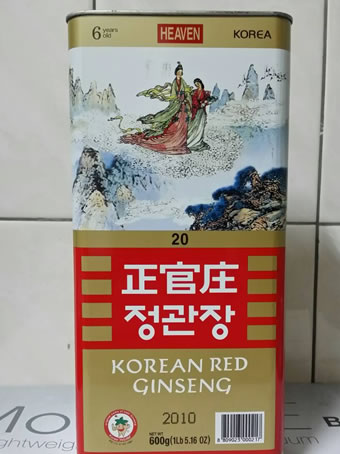 6 years old
HEAVEN
KOREA
20
正官庄
정관장
KOREAN RED
GINSENG
2010
NET WT
600g (1Lb 5.16 OZ)